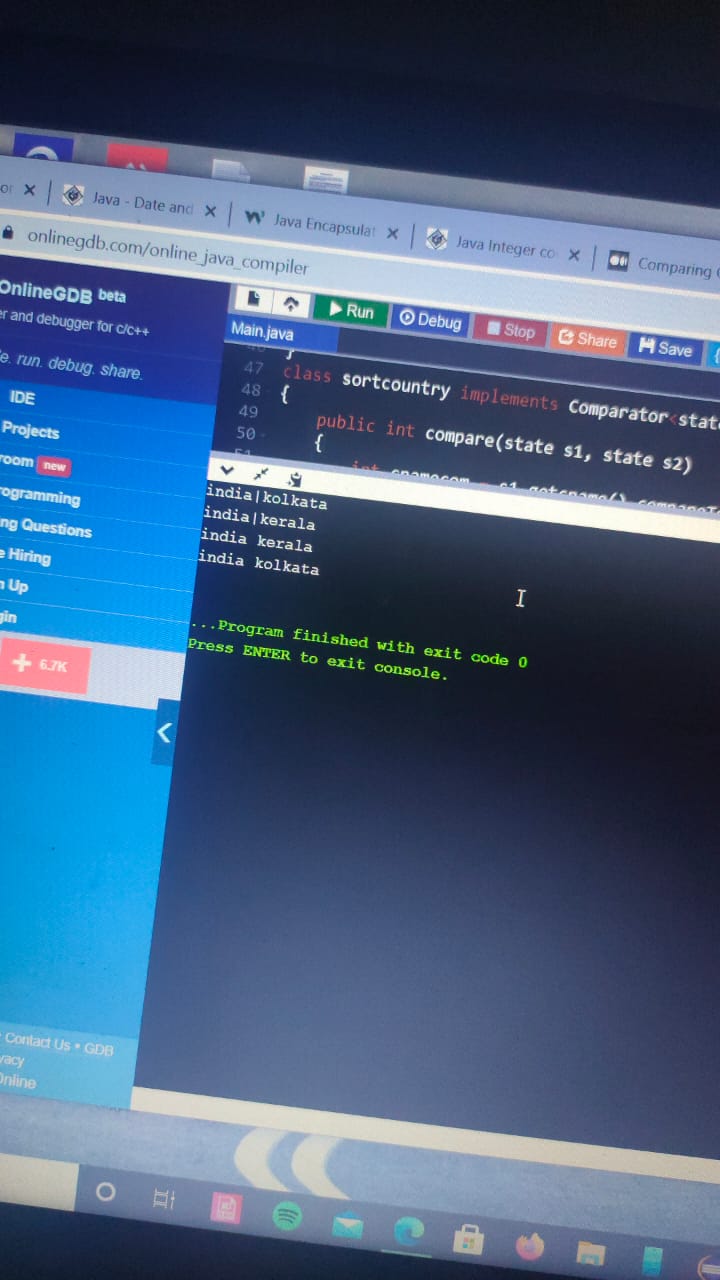 Java - Date and
Java Encapsulat
Java Integer co
Comparing
onlinegdb.com/online_java_compiler
OnlineGDB beta
er and debugger for c/c++
e. run. debug. share.
IDE
Projects
room new
rogramming
ng Questions
e Hiring
n Up
gin
+ 6.7K
Contact Us • GDB
vacy
Online
Run
Debug
Stop
Share
Save
Main.java
47 class sortcountry implements Comparator<state
48 {
49 public int compare(state s1, state s2)
50 {
india|kolkata
india|kerala
india kerala
india kolkata
...Program finished with exit code 0
Press ENTER to exit console.